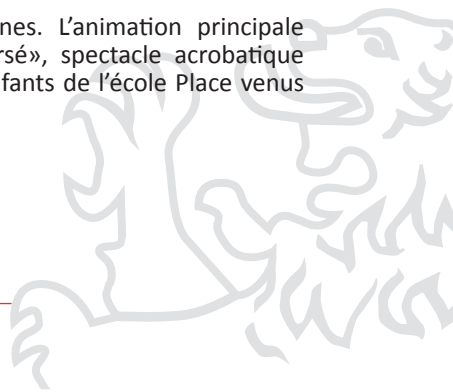 nes. L’animation principale
rsé», spectacle acrobatique
fants de l’école Place venus